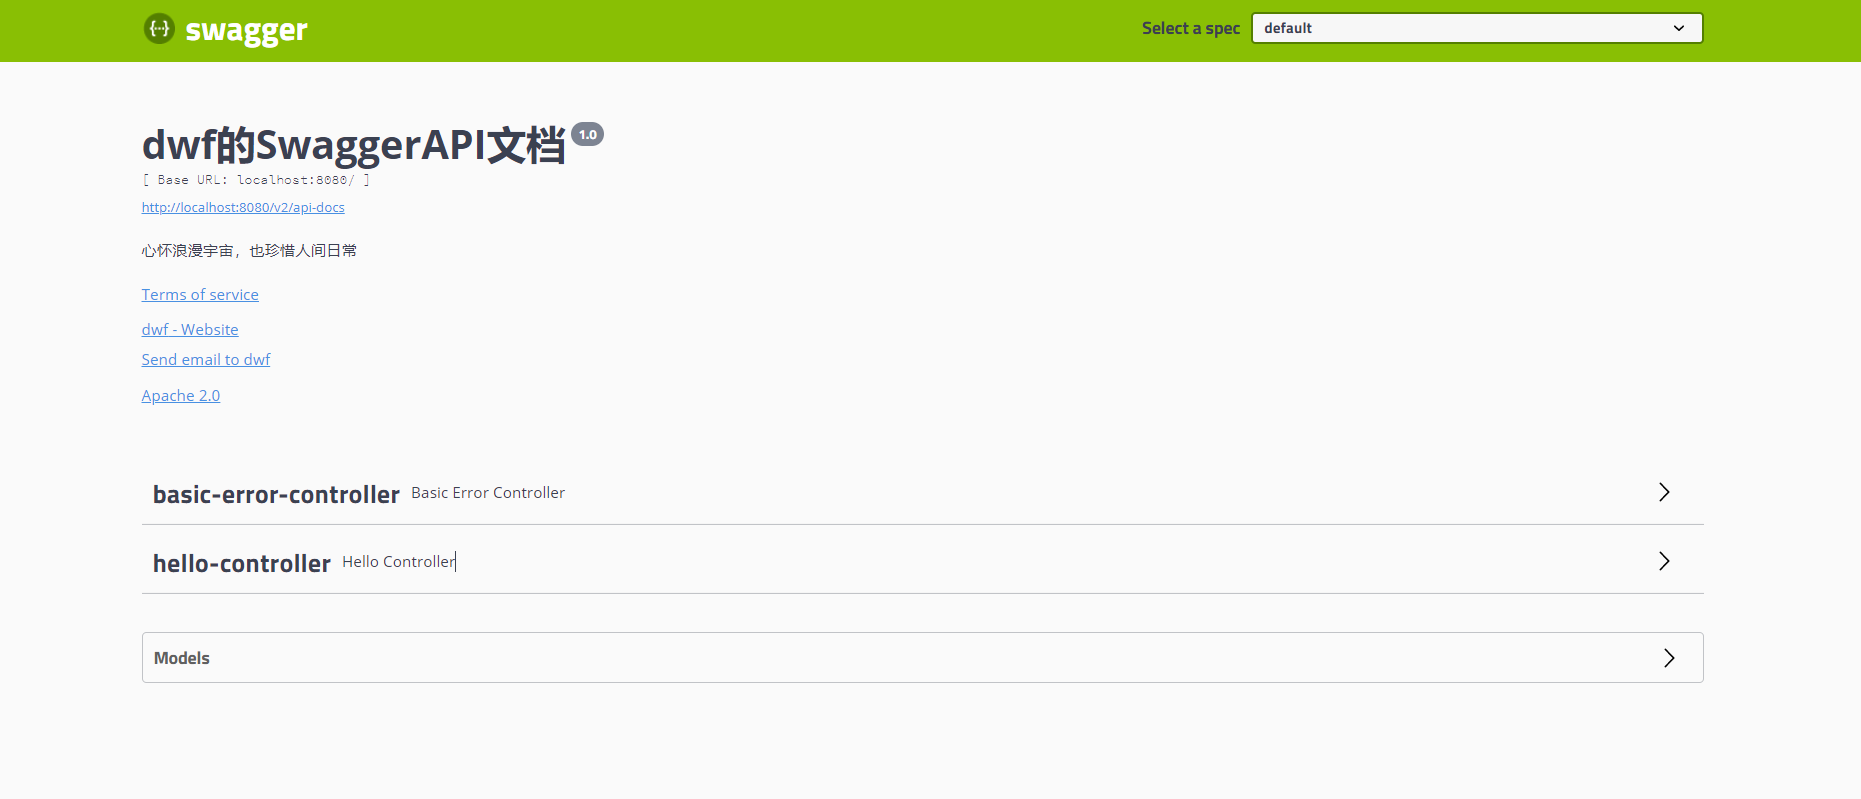 swagger
Select a spec default
dwf的SwaggerAPI文档 1.0
[ Base URL: localhost:8080/ ]
http://localhost:8080/v2/api-docs
心怀浪漫宇宙，也珍惜人间日常
Terms of service
dwf - Website
Send email to dwf
Apache 2.0
basic-error-controller Basic Error Controller
hello-controller Hello Controller
Models